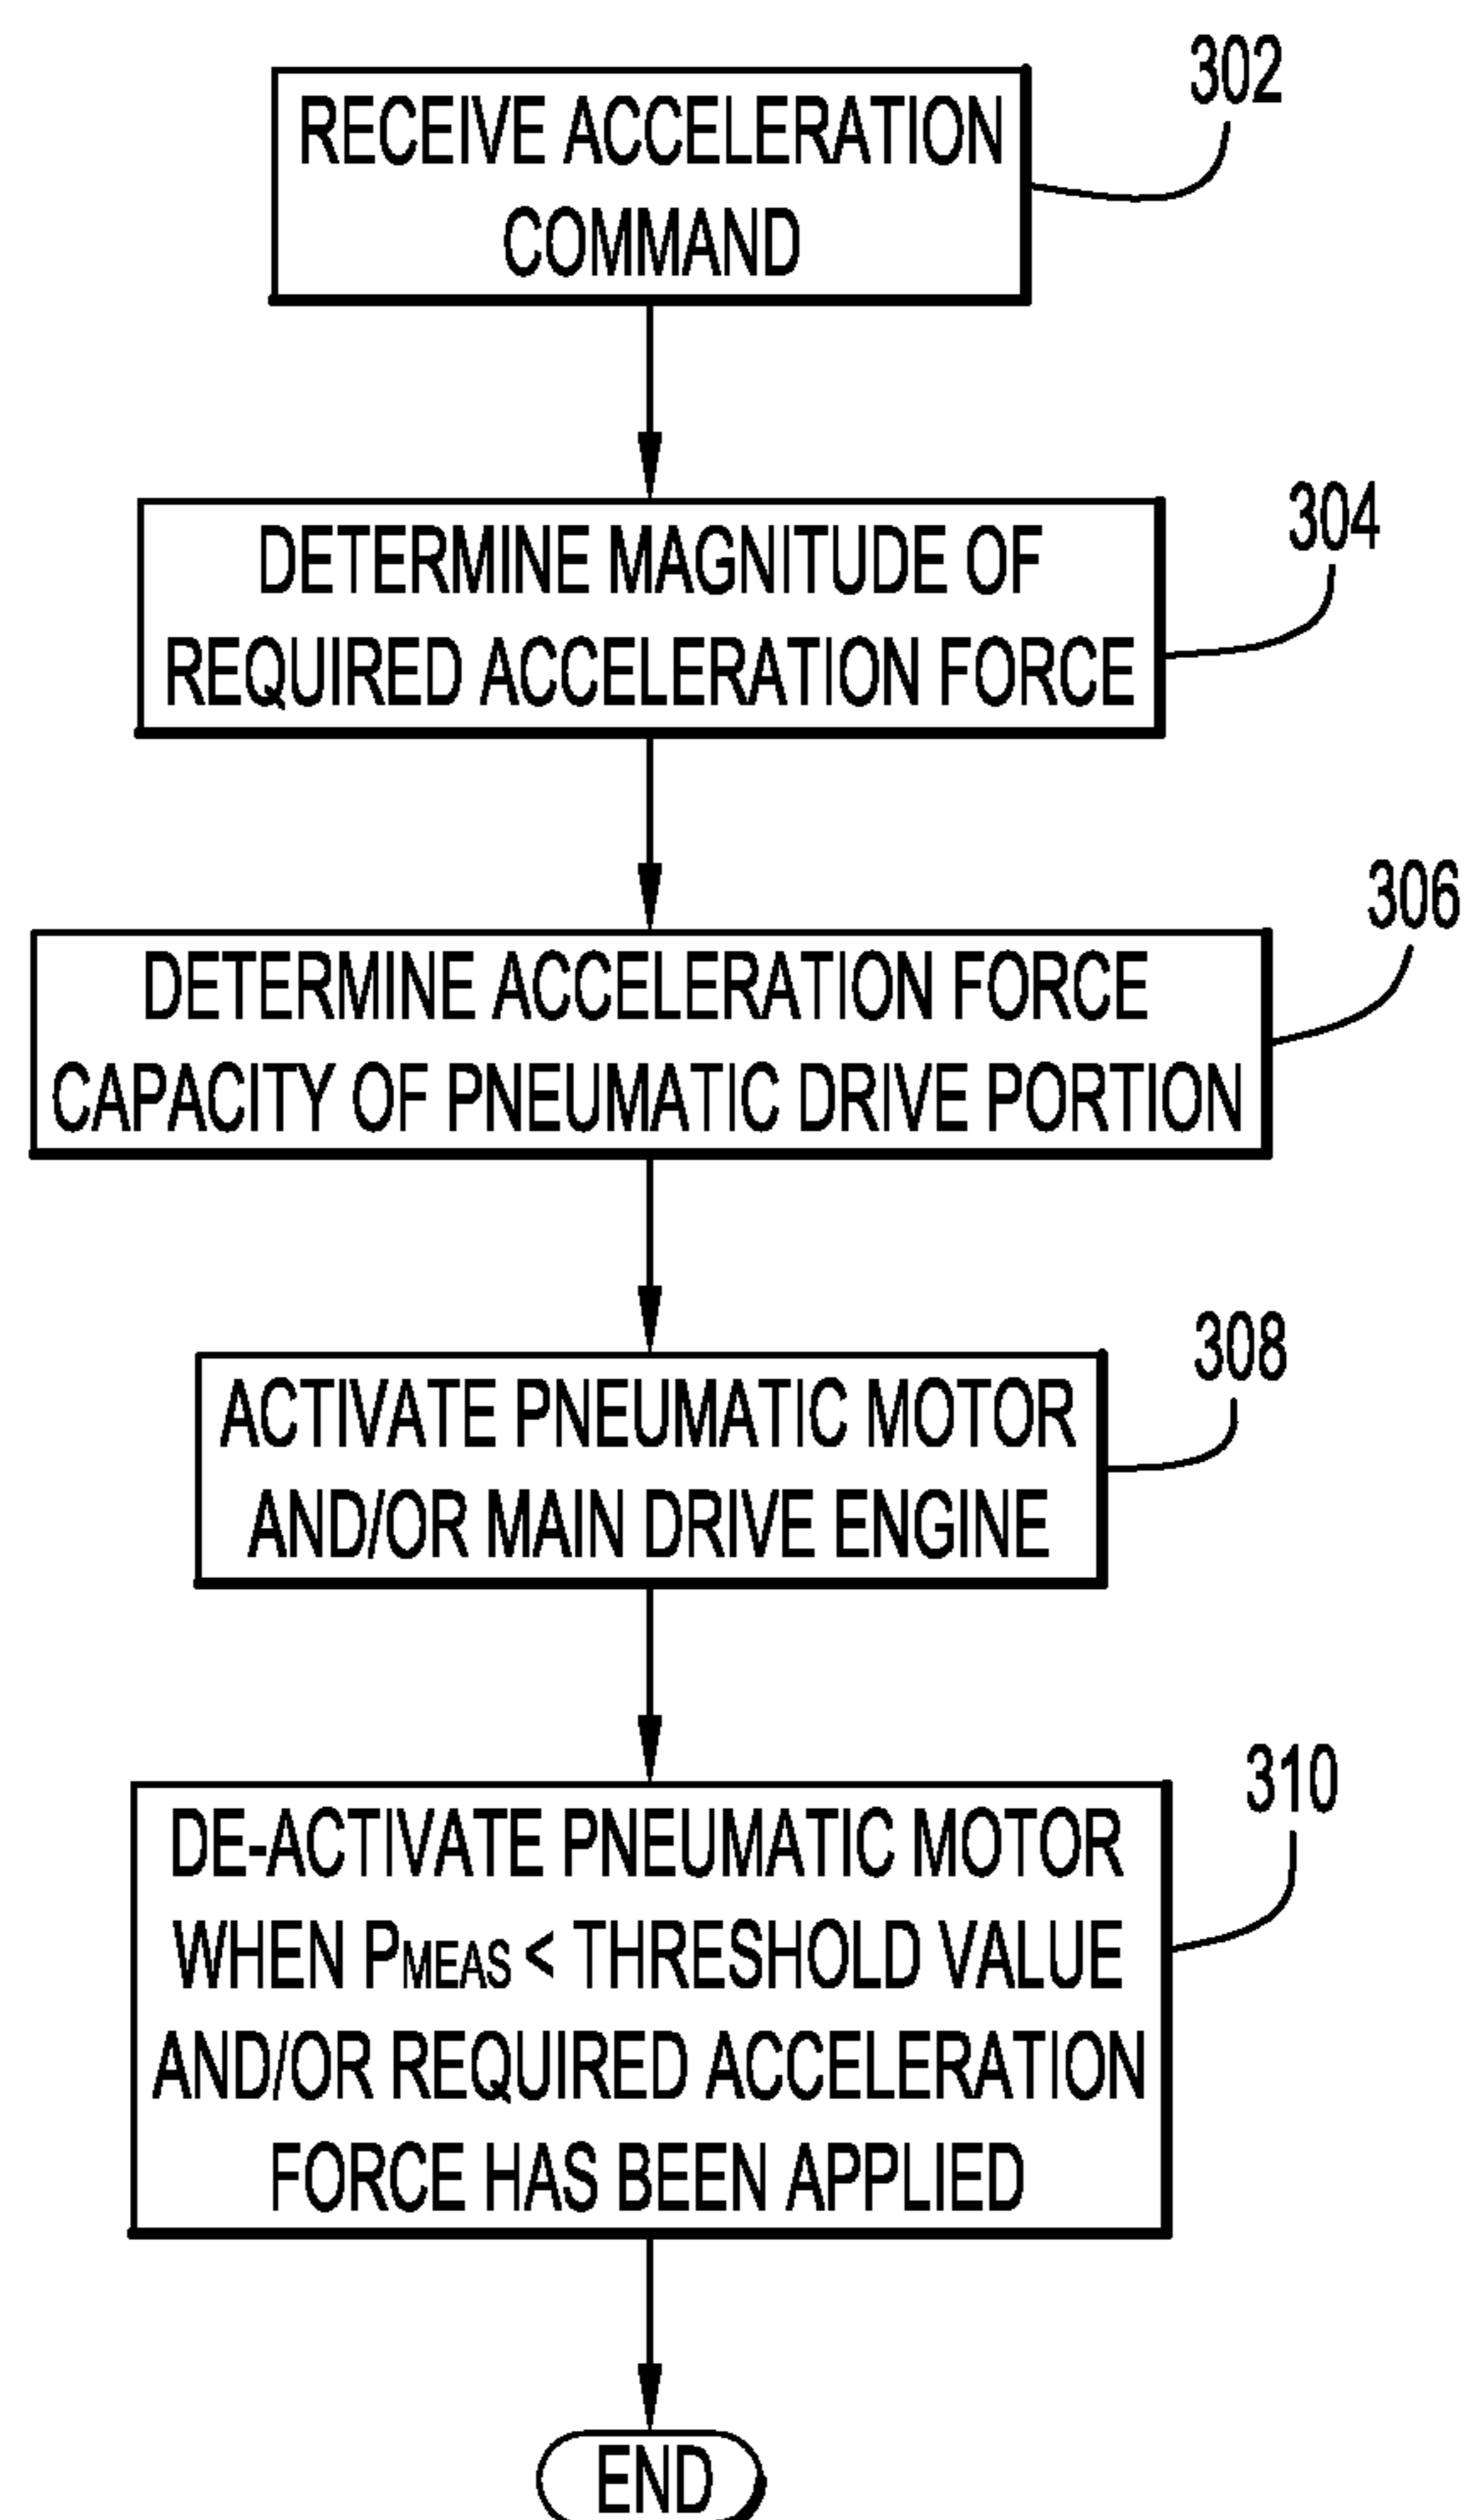 302
RECEIVE ACCELERATION
COMMAND
304
DETERMINE MAGNITUDE OF
REQUIRED ACCELERATION FORCE
306
DETERMINE ACCELERATION FORCE
CAPACITY OF PNEUMATIC DRIVE PORTION
308
ACTIVATE PNEUMATIC MOTOR
AND/OR MAIN DRIVE ENGINE
310
DE-ACTIVATE PNEUMATIC MOTOR
WHEN PMEAS < THRESHOLD VALUE
AND/OR REQUIRED ACCELERATION
FORCE HAS BEEN APPLIED
END